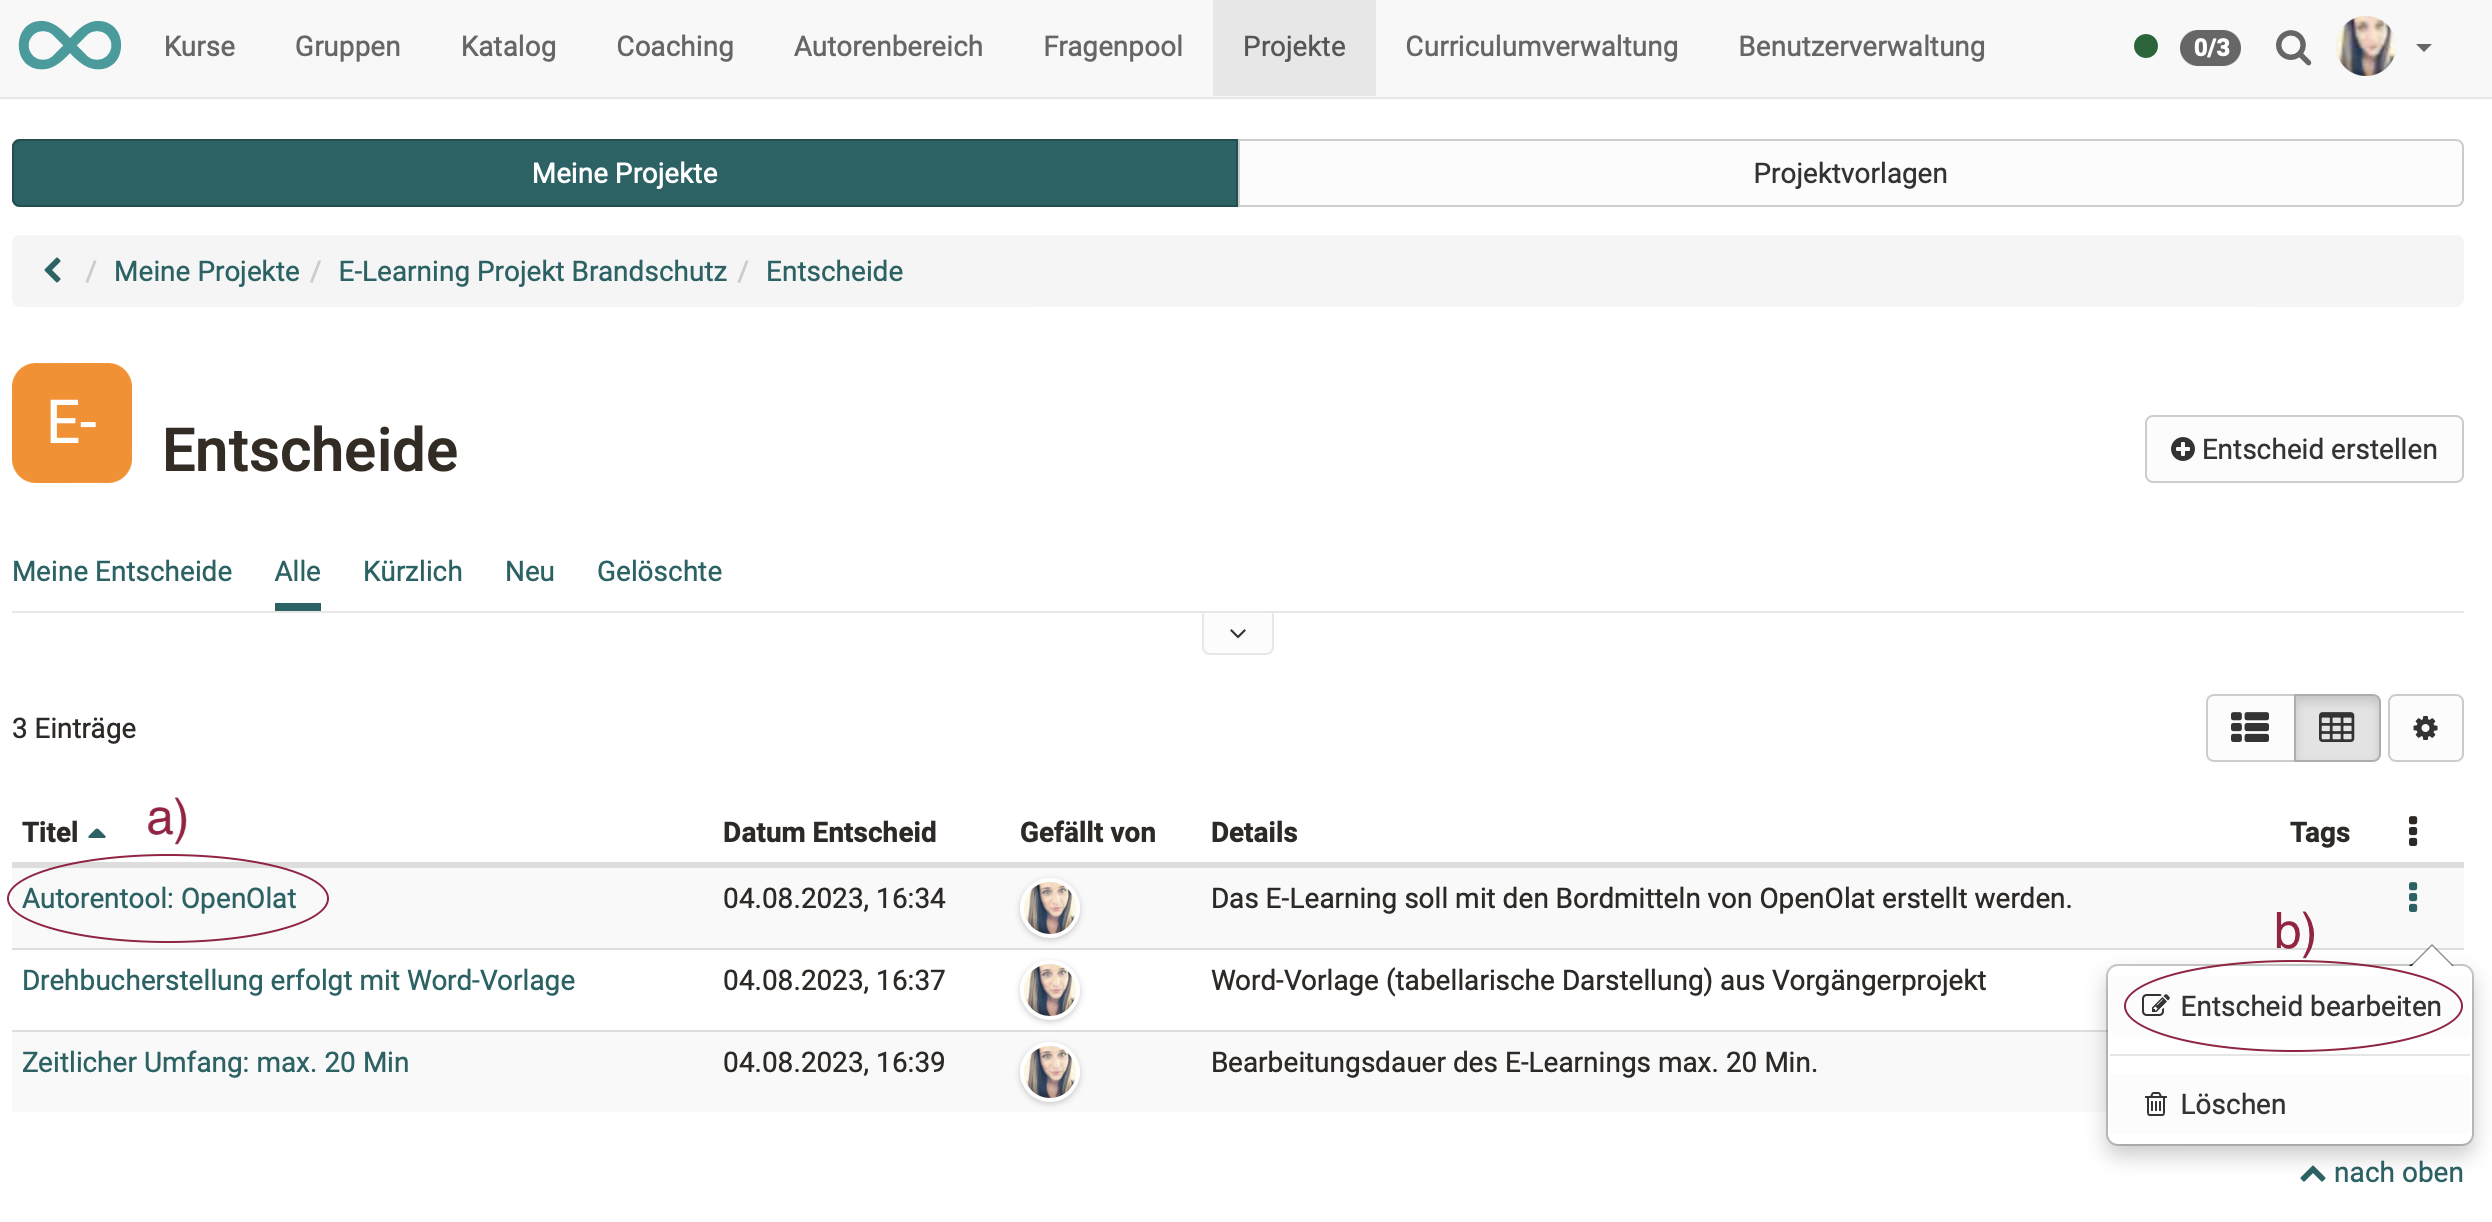 Kurse Gruppen Katalog Coaching Autorenbereich Fragenpool Projekte Curriculumverwaltung Benutzerverwaltung 0/3
Meine Projekte Projektvorlagen
/ Meine Projekte / E-Learning Projekt Brandschutz / Entscheide
E-
Entscheide
Entscheid erstellen
Meine Entscheide Alle Kürzlich Neu Gelöschte
3 Einträge
a)
Titel Datum Entscheid Gefällt von Details Tags
Autorentool: OpenOlat 04.08.2023, 16:34 Das E-Learning soll mit den Bordmitteln von OpenOlat erstellt werden.
b)
Drehbucherstellung erfolgt mit Word-Vorlage 04.08.2023, 16:37 Word-Vorlage (tabellarische Darstellung) aus Vorgängerprojekt
Entscheid bearbeiten
Zeitlicher Umfang: max. 20 Min 04.08.2023, 16:39 Bearbeitungsdauer des E-Learnings max. 20 Min.
Löschen
nach oben